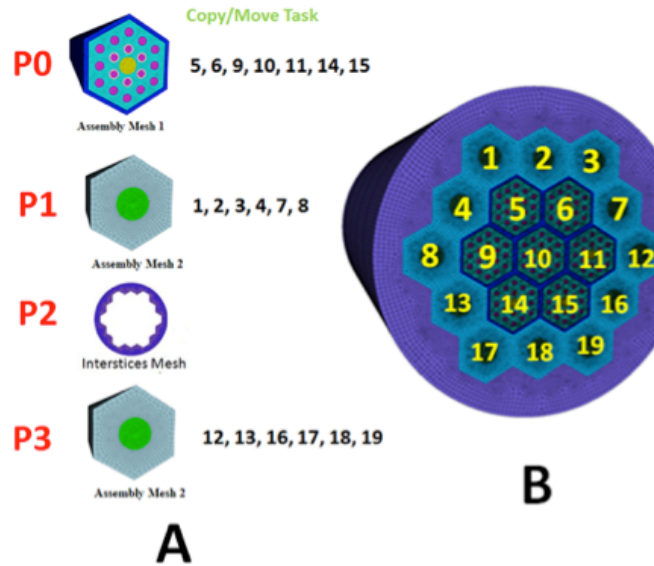 Copy/Move Task
P0
5, 6, 9, 10, 11, 14, 15
Assembly Mesh 1
P1
1, 2, 3, 4, 7, 8
Assembly Mesh 2
P2
Interstices Mesh
P3
12, 13, 16, 17, 18, 19
Assembly Mesh 2
A
1 2 3
4 5 6 7
8 9 10 11 12
13 14 15 16
17 18 19
B